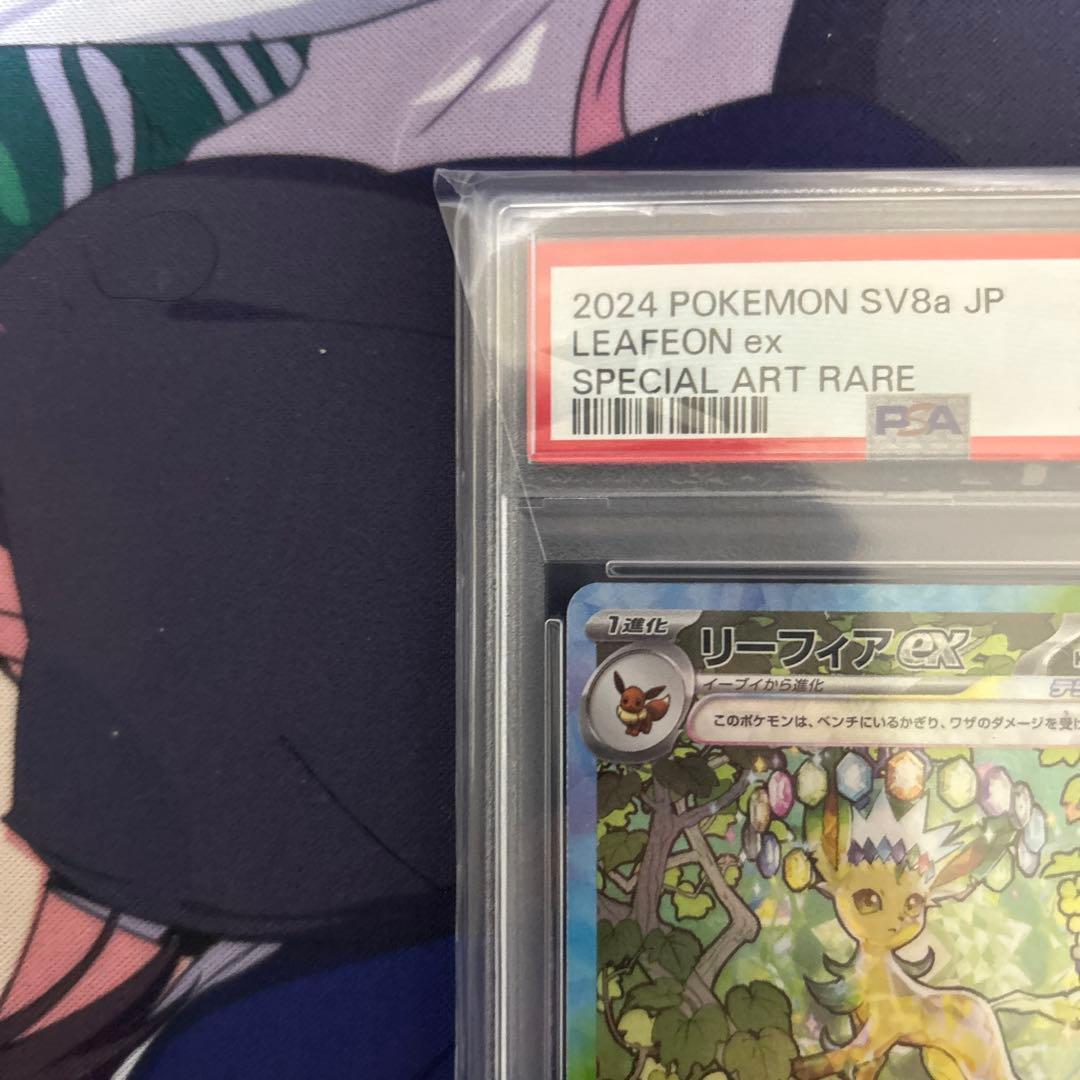 2024 POKEMON SV8a JP
LEAFEON ex
SPECIAL ART RARE
PSA
1進化
リーフィアex
イーブイから進化
このポケモンは、ベンチにいるかぎり、ワザのダメージを受け